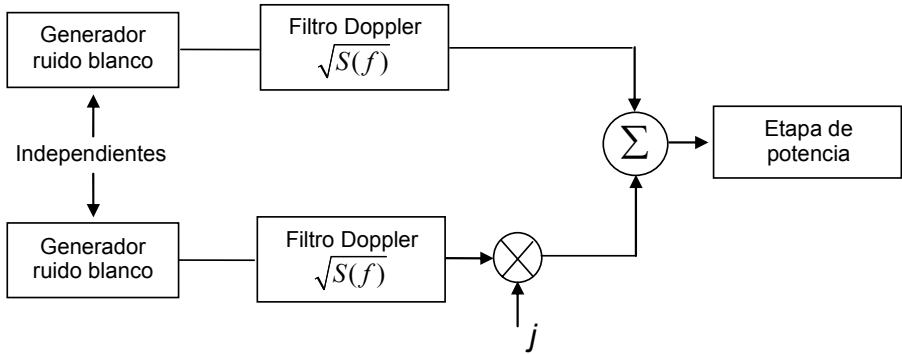 Generador
ruido blanco
Filtro Doppler
√S(f)
Independientes
Σ
Etapa de
potencia
Generador
ruido blanco
Filtro Doppler
√S(f)
j